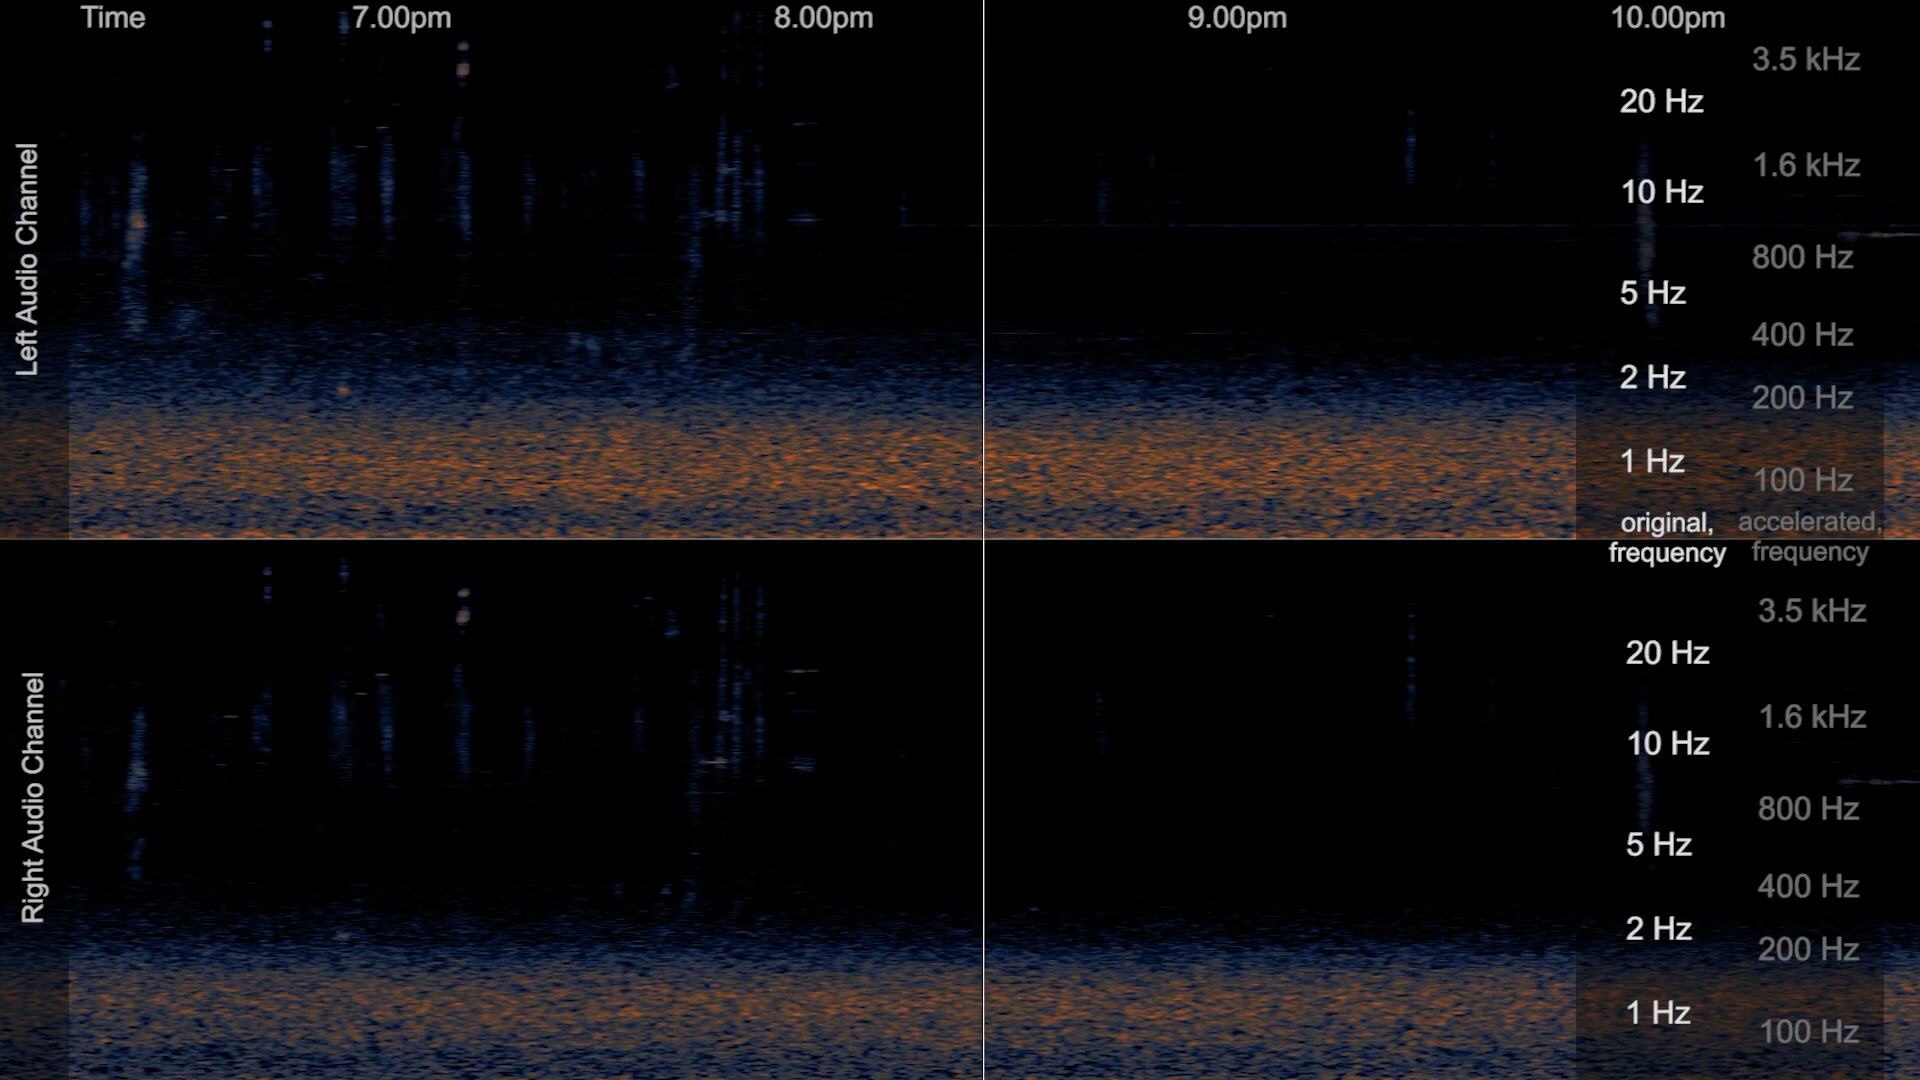 Time 7.00pm 8.00pm 9.00pm 10.00pm
Left Audio Channel
3.5 kHz
20 Hz
1.6 kHz
10 Hz
800 Hz
5 Hz
400 Hz
2 Hz
200 Hz
1 Hz
100 Hz
original, accelerated,
frequency frequency
Right Audio Channel
3.5 kHz
20 Hz
1.6 kHz
10 Hz
800 Hz
5 Hz
400 Hz
2 Hz
200 Hz
1 Hz
100 Hz